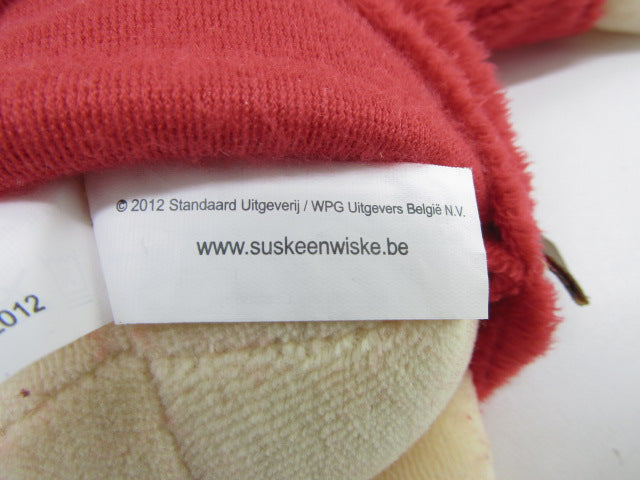 © 2012 Standaard Uitgeverij / WPG Uitgevers België N.V.
www.suskeenwiske.be
2012